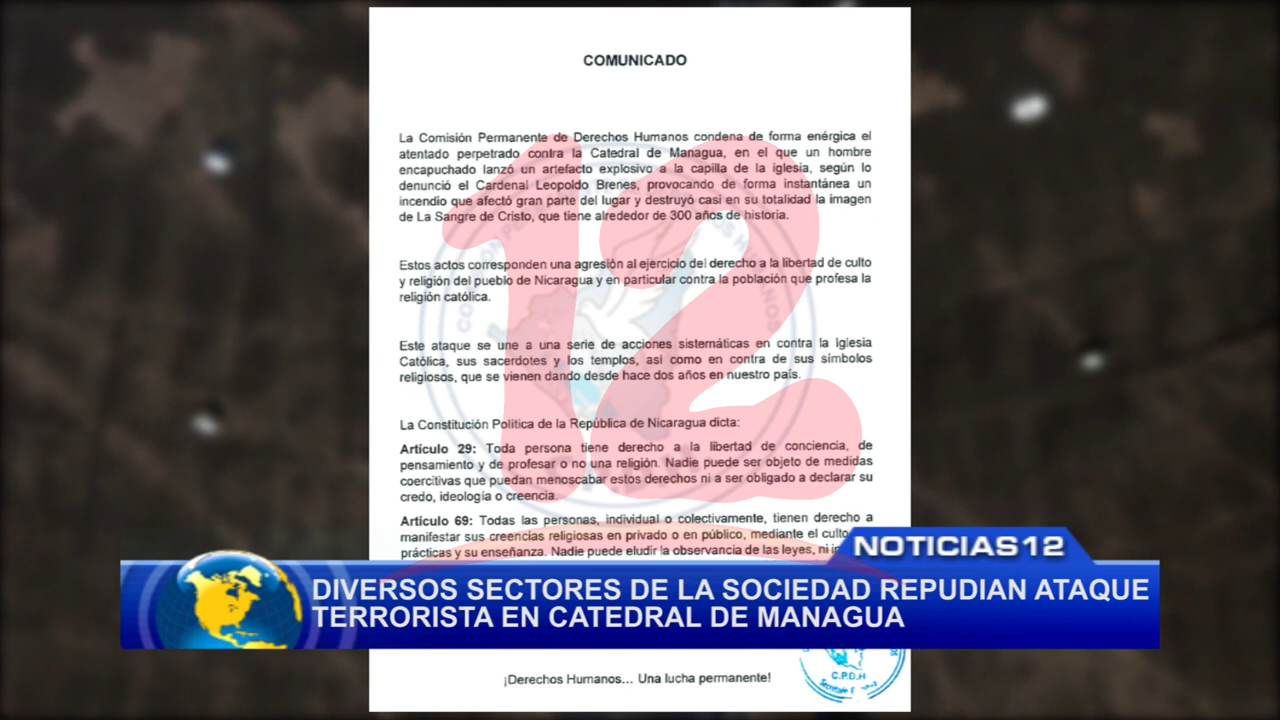 COMUNICADO
La Comisión Permanente de Derechos Humanos condena de forma enérgica el
atentado perpetrado contra la Catedral de Managua, en el que un hombre
encapuchado lanzó un artefacto explosivo a la capilla de la iglesia, según lo
denunció el Cardenal Leopoldo Brenes, provocando de forma instantánea un
incendio que afectó gran parte del lugar y destruyó casi en su totalidad la imagen
de La Sangre de Cristo, que tiene alrededor de 300 años de historia.
Estos actos corresponden una agresión al ejercicio del derecho a la libertad de culto
y religión del pueblo de Nicaragua y en particular contra la población que profesa la
religión católica.
Este ataque se une a una serie de acciones sistemáticas en contra la Iglesia
Católica, sus sacerdotes y los templos, así como en contra de sus símbolos
religiosos, que se vienen dando desde hace dos años en nuestro país.
La Constitución Política de la República de Nicaragua dicta:
Artículo 29: Toda persona tiene derecho a la libertad de conciencia, de
pensamiento y de profesar o no una religión. Nadie puede ser objeto de medidas
coercitivas que puedan menoscabar estos derechos ni a ser obligado a declarar su
credo, ideología o creencia.
Artículo 69: Todas las personas, individual o colectivamente, tienen derecho a
manifestar sus creencias religiosas en privado o en público, mediante el culto
prácticas y su enseñanza. Nadie puede eludir la observancia de las leyes, ni
12
NOTICIAS12
DIVERSOS SECTORES DE LA SOCIEDAD REPUDIAN ATAQUE
TERRORISTA EN CATEDRAL DE MANAGUA
C.P.D.H
¡Derechos Humanos... Una lucha permanente!